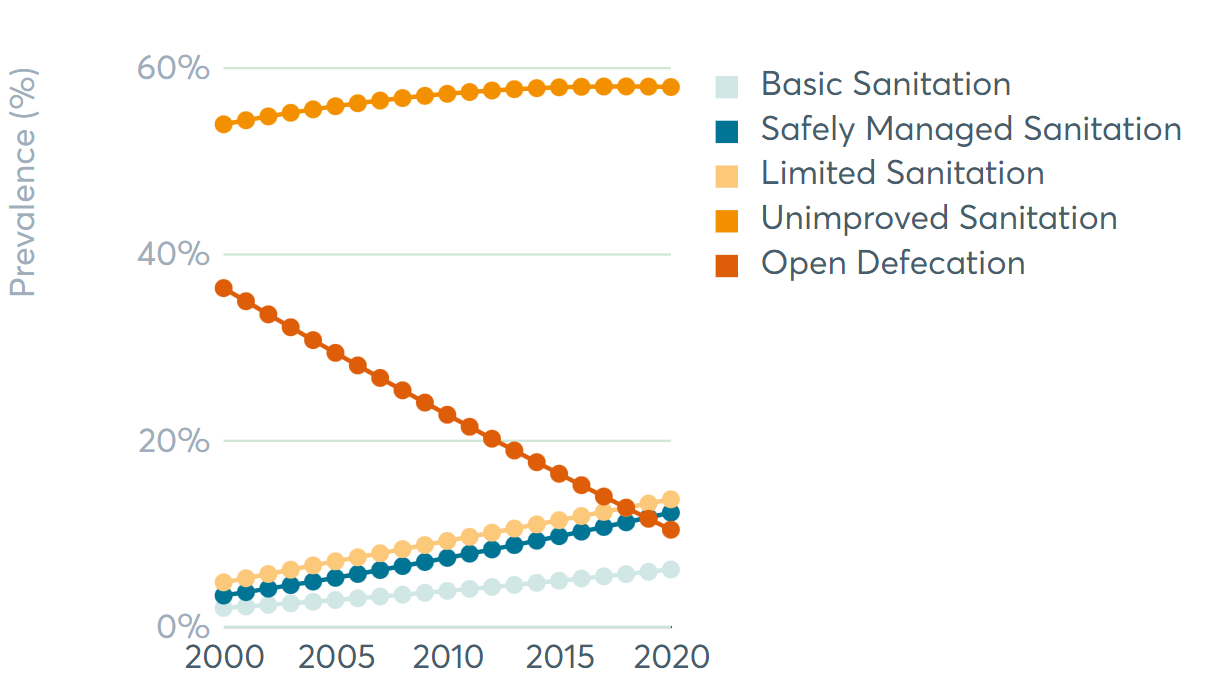 Prevalence (%)
60%
40%
20%
0%
2000 2005 2010 2015 2020
Basic Sanitation
Safely Managed Sanitation
Limited Sanitation
Unimproved Sanitation
Open Defecation